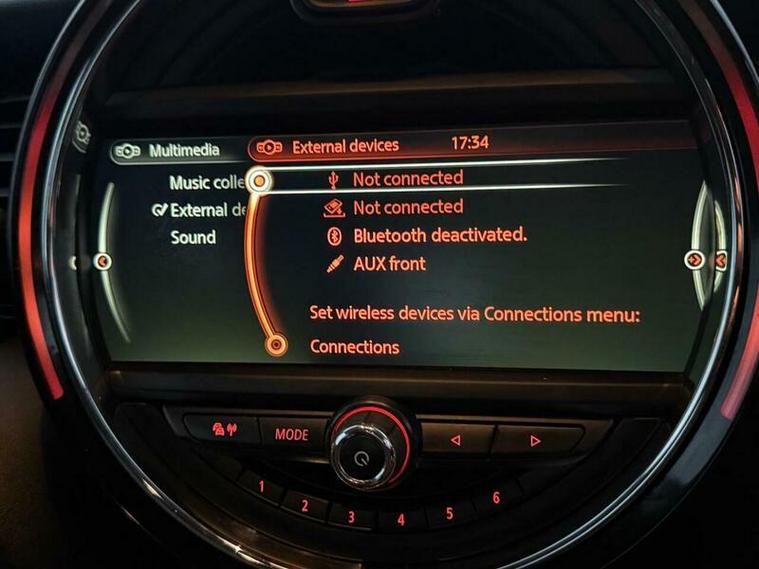 Multimedia
External devices
17:34
Music colle
External de
Sound
Not connected
Not connected
Bluetooth deactivated.
AUX front
Set wireless devices via Connections menu:
Connections
MODE
1
2
3
4
5
6